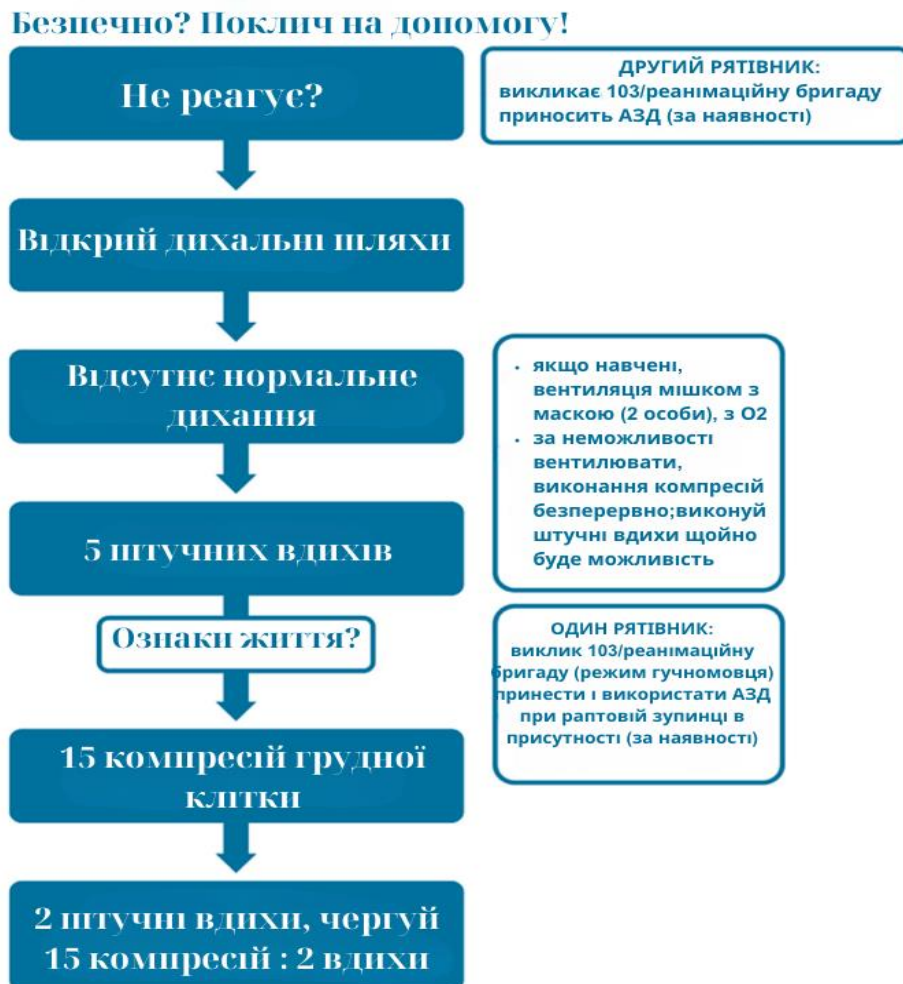 Безпечно? Поклич на допомогу!
Не реагує?
ДРУГИЙ РЯТІВНИК:
викликає 103/реанімаційну бригаду
приносить АЗД (за наявності)
Відкрий дихальні шляхи
Відсутнє нормальне
дихання
• якщо навчені,
вентиляція мішком з
маскою (2 особи), з О2
• за неможливості
вентилювати,
виконання компресій
безперервно;виконуй
штучні вдихи щойно
буде можливість
5 штучних вдихів
Ознаки життя?
ОДИН РЯТІВНИК:
виклик 103/реанімаційну
бригаду (режим гучномовця)
принести і використати АЗД
при раптовій зупинці в
присутності (за наявності)
15 компресій грудної
клітки
2 штучні вдихи, чергуй
15 компресій : 2 вдихи